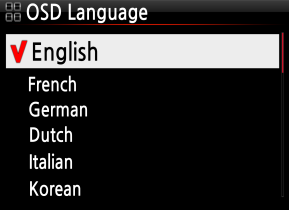 OSD Language
English
French
German
Dutch
Italian
Korean